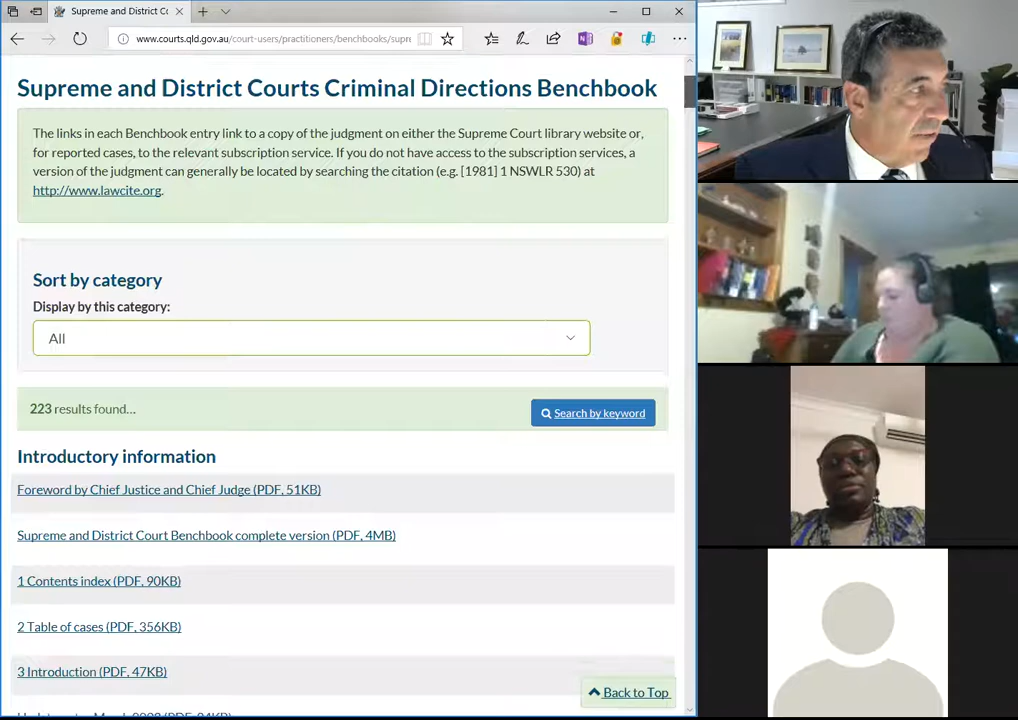 Supreme and District Co
www.courts.qld.gov.au/court-users/practitioners/benchbooks/supr
Supreme and District Courts Criminal Directions Benchbook
The links in each Benchbook entry link to a copy of the judgment on either the Supreme Court library website or,
for reported cases, to the relevant subscription service. If you do not have access to the subscription services, a
version of the judgment can generally be located by searching the citation (e.g. [1981] 1 NSWLR 530) at
http://www.lawcite.org.
Sort by category
Display by this category:
All
223 results found...
Search by keyword
Introductory information
Foreword by Chief Justice and Chief Judge (PDF, 51KB)
Supreme and District Court Benchbook complete version (PDF, 4MB)
1 Contents index (PDF, 90KB)
2 Table of cases (PDF, 356KB)
3 Introduction (PDF, 47KB)
Back to Top